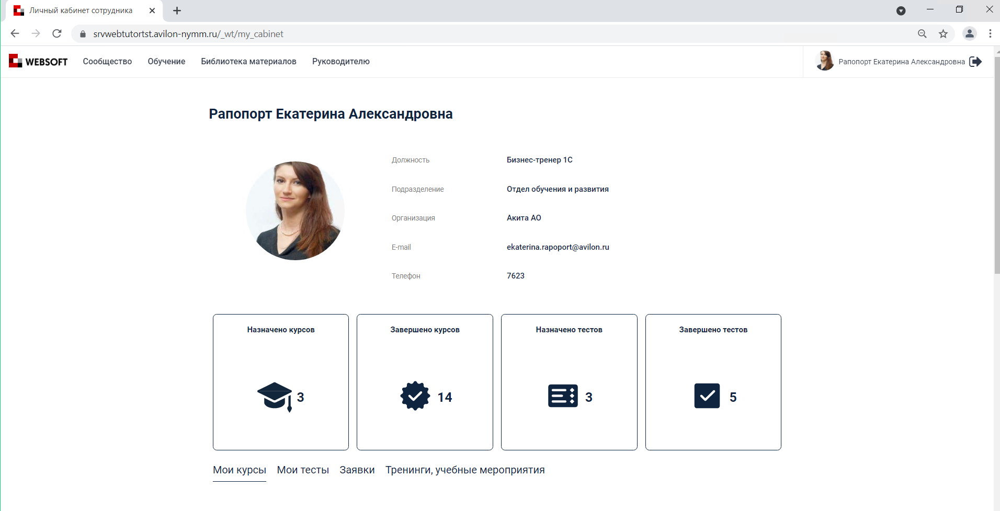 Личный кабинет сотрудника
srvwebtutortst.avilon-nymm.ru/_wt/my_cabinet
WEBSOFT Сообщество Обучение Библиотека материалов Руководителю Рапопорт Екатерина Александровна
Рапопорт Екатерина Александровна
Должность Бизнес-тренер 1С
Подразделение Отдел обучения и развития
Организация Акита АО
E-mail ekaterina.rapoport@avilon.ru
Телефон 7623
Назначено курсов Завершено курсов Назначено тестов Завершено тестов
3 14 3 5
Мои курсы Мои тесты Заявки Тренинги, учебные мероприятия